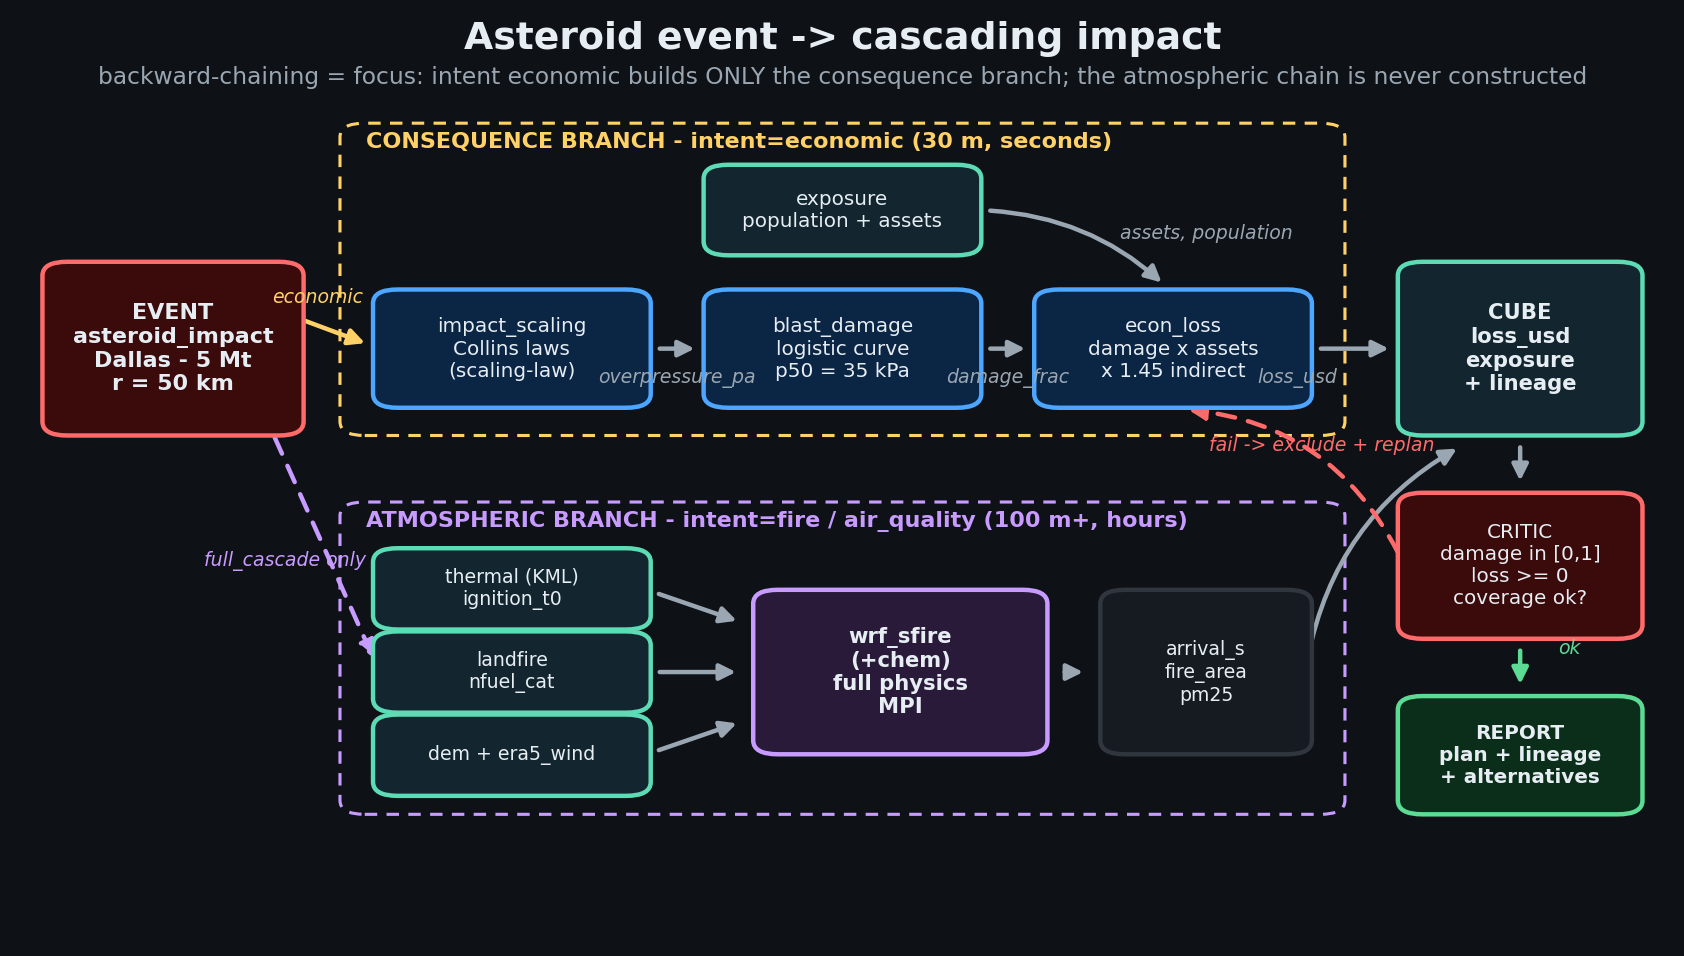 Asteroid event -> cascading impact
backward-chaining = focus: intent economic builds ONLY the consequence branch; the atmospheric chain is never constructed
CONSEQUENCE BRANCH - intent=economic (30 m, seconds)
exposure
population + assets
assets, population
EVENT
asteroid_impact
Dallas - 5 Mt
r = 50 km
economic
impact_scaling
Collins laws
(scaling-law)
overpressure_pa
blast_damage
logistic curve
p50 = 35 kPa
damage_frac
econ_loss
damage x assets
x 1.45 indirect
loss_usd
CUBE
loss_usd
exposure
+ lineage
fail -> exclude + replan
full_cascade only
ATMOSPHERIC BRANCH - intent=fire / air_quality (100 m+, hours)
thermal (KML)
ignition_t0
landfire
nfuel_cat
dem + era5_wind
wrf_sfire
(+chem)
full physics
MPI
arrival_s
fire_area
pm25
CRITIC
damage in [0,1]
loss >= 0
coverage ok?
ok
REPORT
plan + lineage
+ alternatives